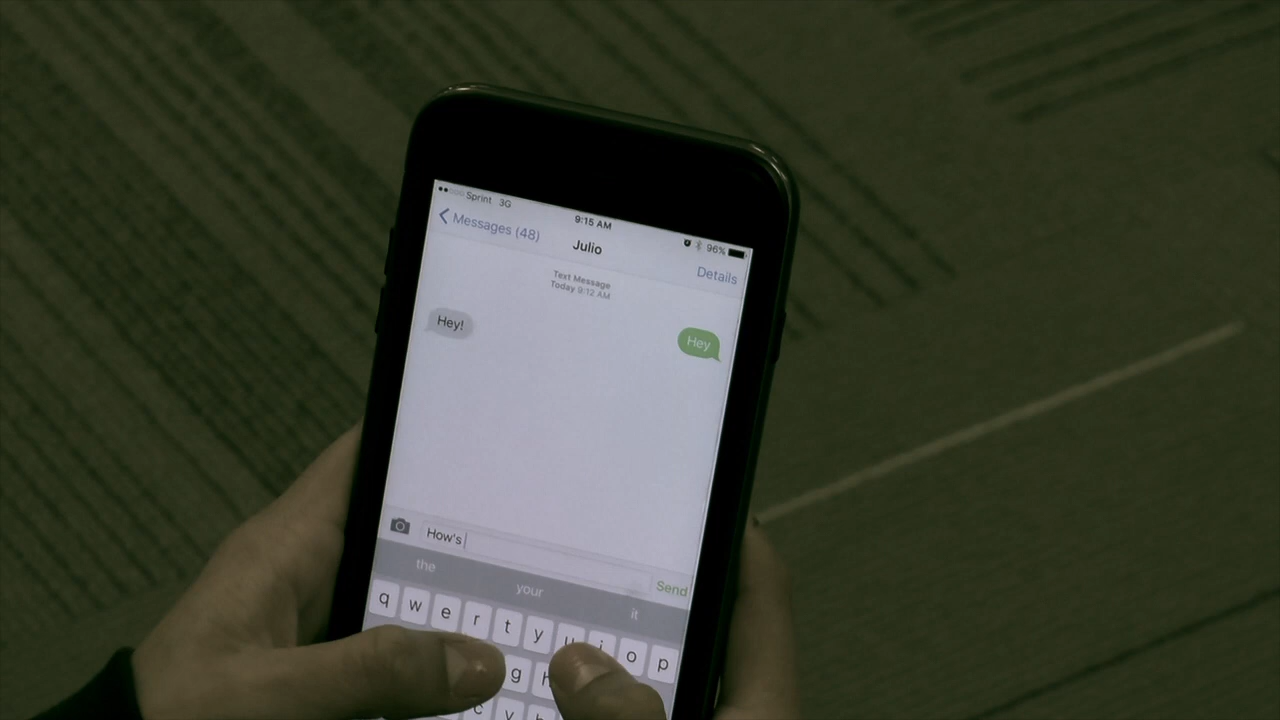 Sprint 3G 9:15 AM 96%
Messages (48) Julio Details
Text Message
Today 9:12 AM
Hey
Hey!
How's
Send
the your it
q w e r t y u i o p
g h
c v b